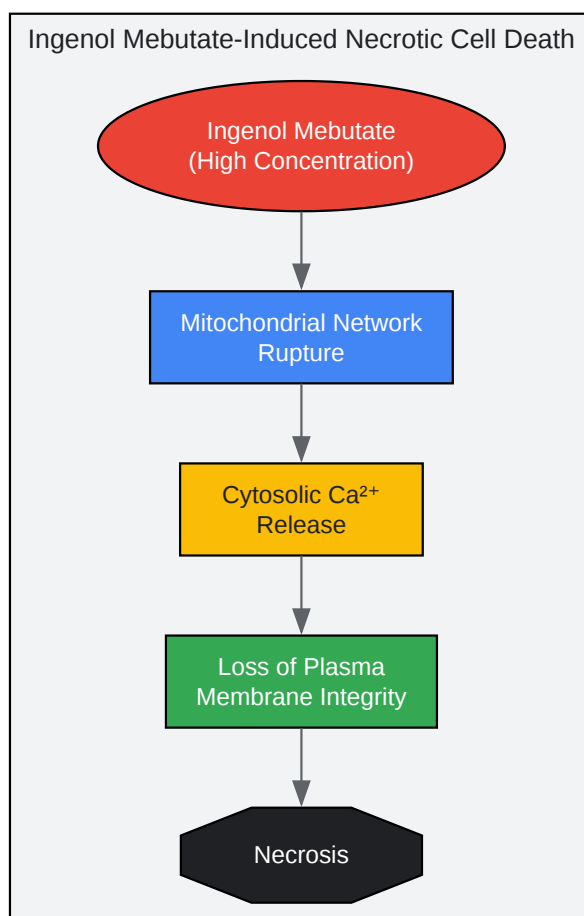 Ingenol Mebutate-Induced Necrotic Cell Death
Ingenol Mebutate
(High Concentration)
Mitochondrial Network
Rupture
Cytosolic Ca²⁺
Release
Loss of Plasma
Membrane Integrity
Necrosis